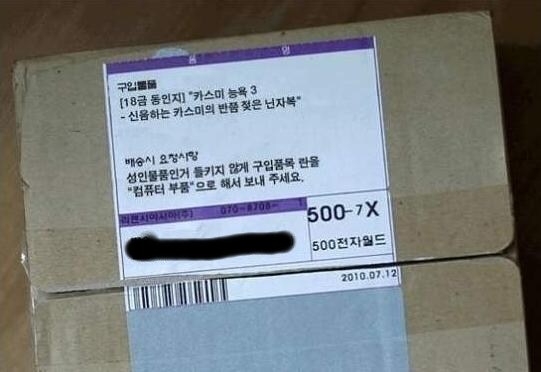 품 명
구입물품
[18금 동인지] "카스미 능욕 3
- 신음하는 카스미의 반쯤 젖은 닌자복"
배송시 요청사항
성인물품인거 들키지 않게 구입품목 란을
"컴퓨터 부품"으로 해서 보내 주세요.
070-8708- 1
500-7X
500전자월드
2010.07.12